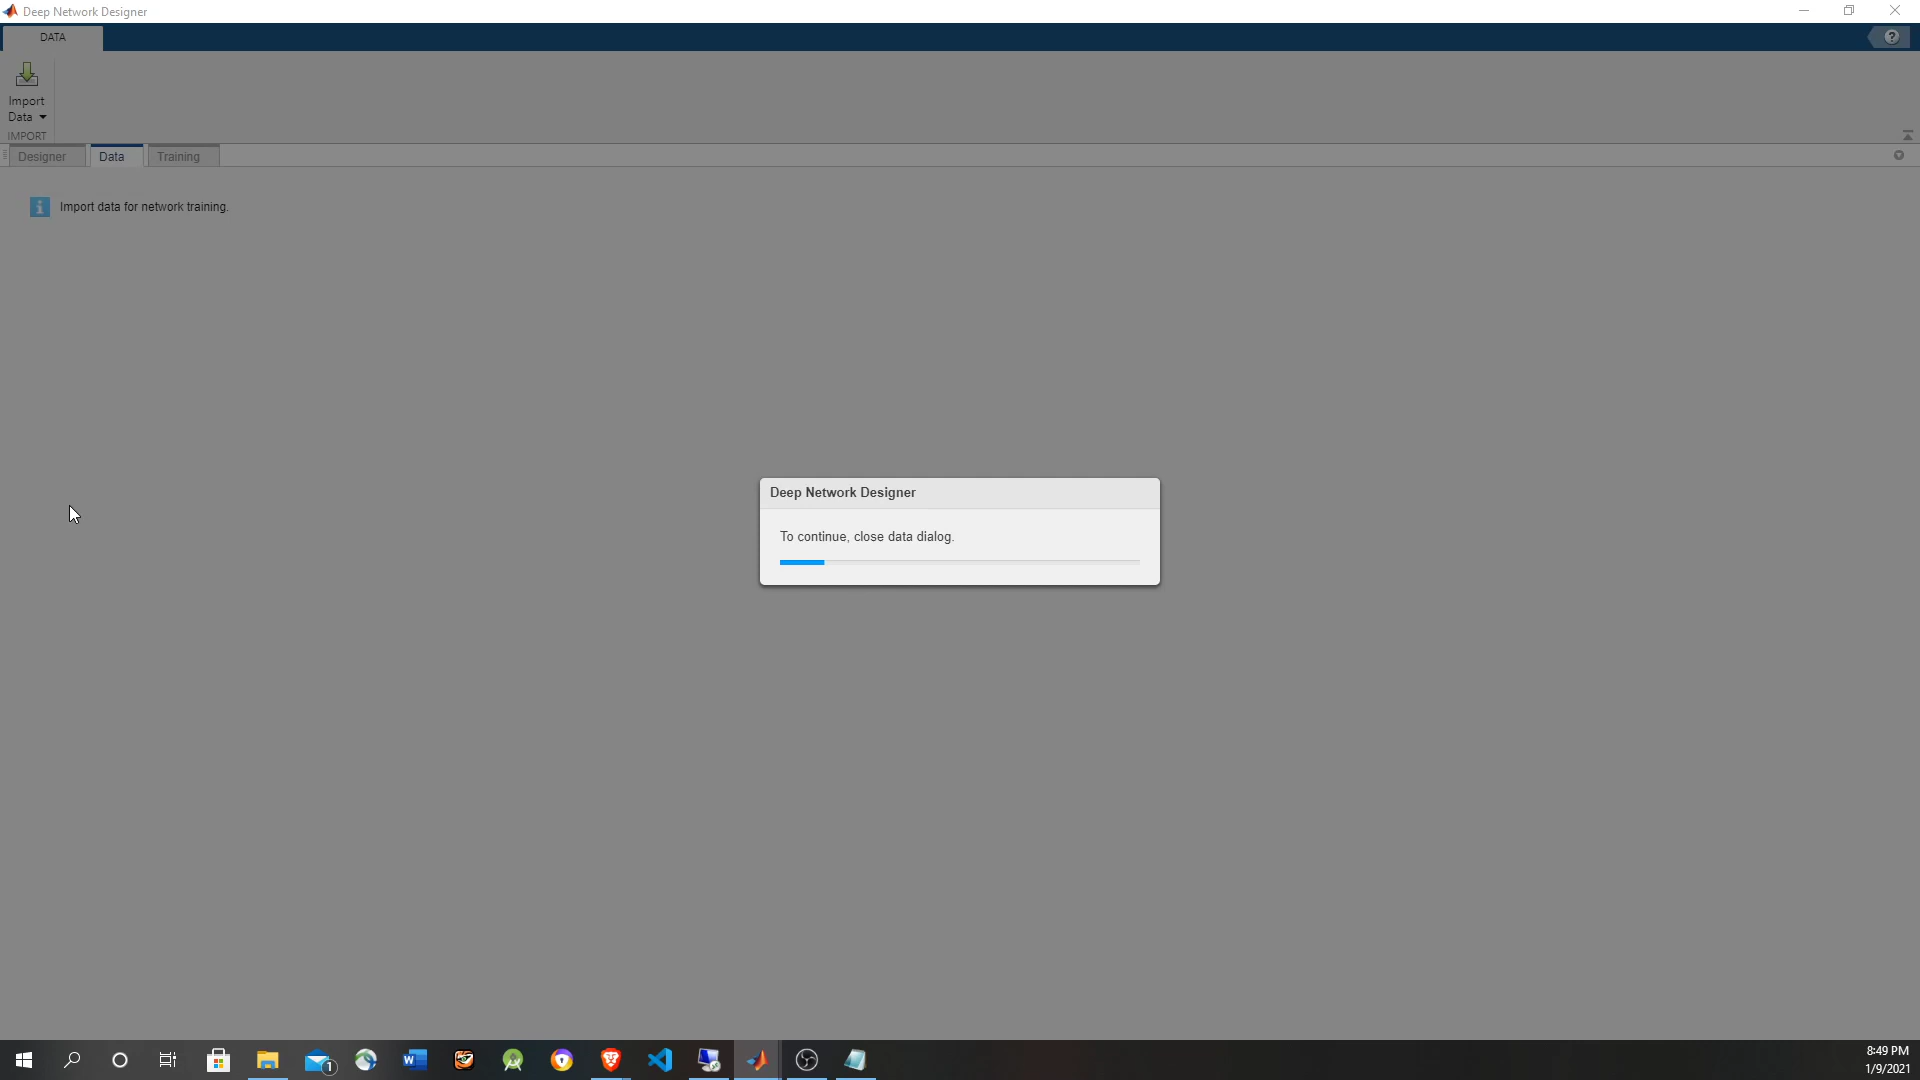 Deep Network Designer
DATA
?
Import
Data
IMPORT
Designer
Data
Training
Import data for network training.
Deep Network Designer
To continue, close data dialog.
1
8:49 PM
1/9/2021